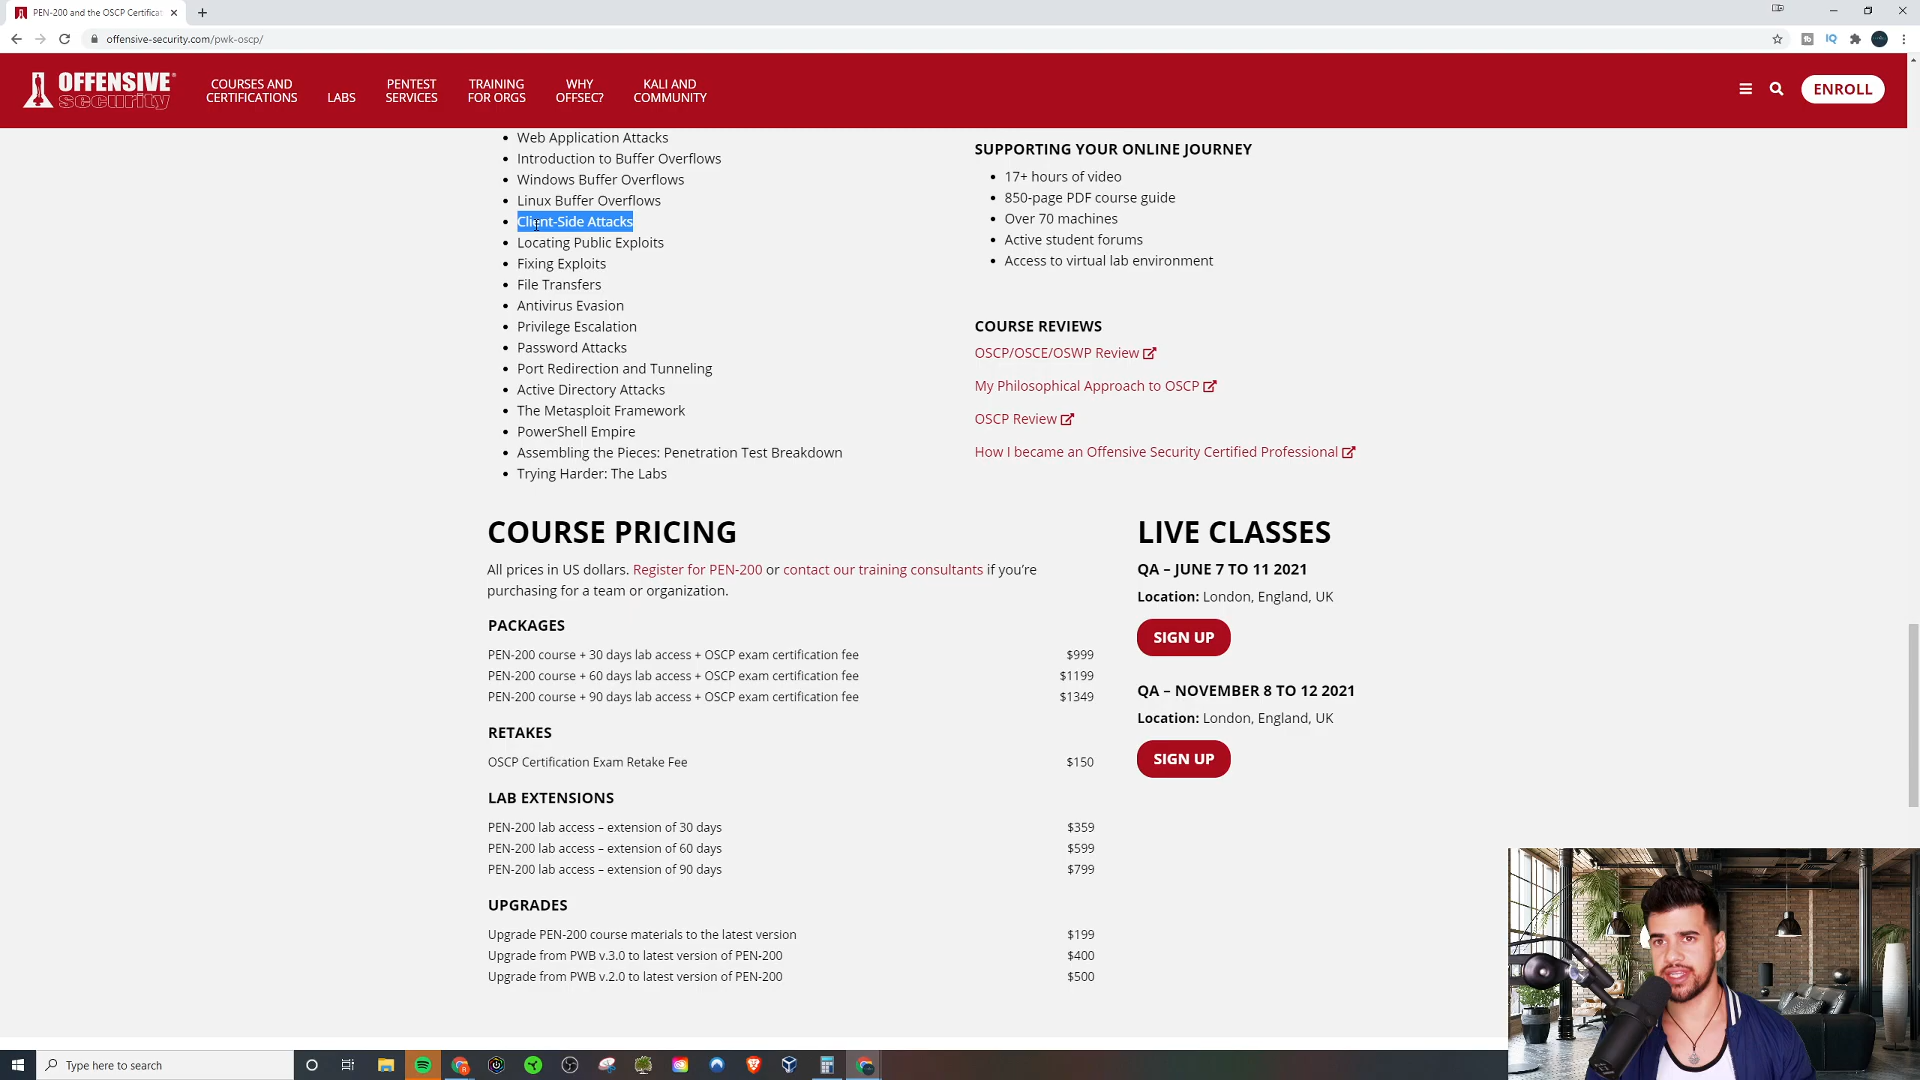 PEN-200 and the OSCP Certificat
offensive-security.com/pwk-oscp/
OFFENSIVE
security
COURSES AND
CERTIFICATIONS
LABS
PENTEST
SERVICES
TRAINING
FOR ORGS
WHY
OFFSEC?
KALI AND
COMMUNITY
ENROLL
Web Application Attacks
Introduction to Buffer Overflows
Windows Buffer Overflows
Linux Buffer Overflows
Client-Side Attacks
Locating Public Exploits
Fixing Exploits
File Transfers
Antivirus Evasion
Privilege Escalation
Password Attacks
Port Redirection and Tunneling
Active Directory Attacks
The Metasploit Framework
PowerShell Empire
Assembling the Pieces: Penetration Test Breakdown
Trying Harder: The Labs
SUPPORTING YOUR ONLINE JOURNEY
17+ hours of video
850-page PDF course guide
Over 70 machines
Active student forums
Access to virtual lab environment
COURSE REVIEWS
OSCP/OSCE/OSWP Review
My Philosophical Approach to OSCP
OSCP Review
How I became an Offensive Security Certified Professional
COURSE PRICING
All prices in US dollars. Register for PEN-200 or contact our training consultants if you're
purchasing for a team or organization.
PACKAGES
PEN-200 course + 30 days lab access + OSCP exam certification fee $999
PEN-200 course + 60 days lab access + OSCP exam certification fee $1199
PEN-200 course + 90 days lab access + OSCP exam certification fee $1349
RETAKES
OSCP Certification Exam Retake Fee $150
LAB EXTENSIONS
PEN-200 lab access – extension of 30 days $359
PEN-200 lab access – extension of 60 days $599
PEN-200 lab access – extension of 90 days $799
UPGRADES
Upgrade PEN-200 course materials to the latest version $199
Upgrade from PWB v.3.0 to latest version of PEN-200 $400
Upgrade from PWB v.2.0 to latest version of PEN-200 $500
LIVE CLASSES
QA – JUNE 7 TO 11 2021
Location: London, England, UK
SIGN UP
QA – NOVEMBER 8 TO 12 2021
Location: London, England, UK
SIGN UP
Type here to search